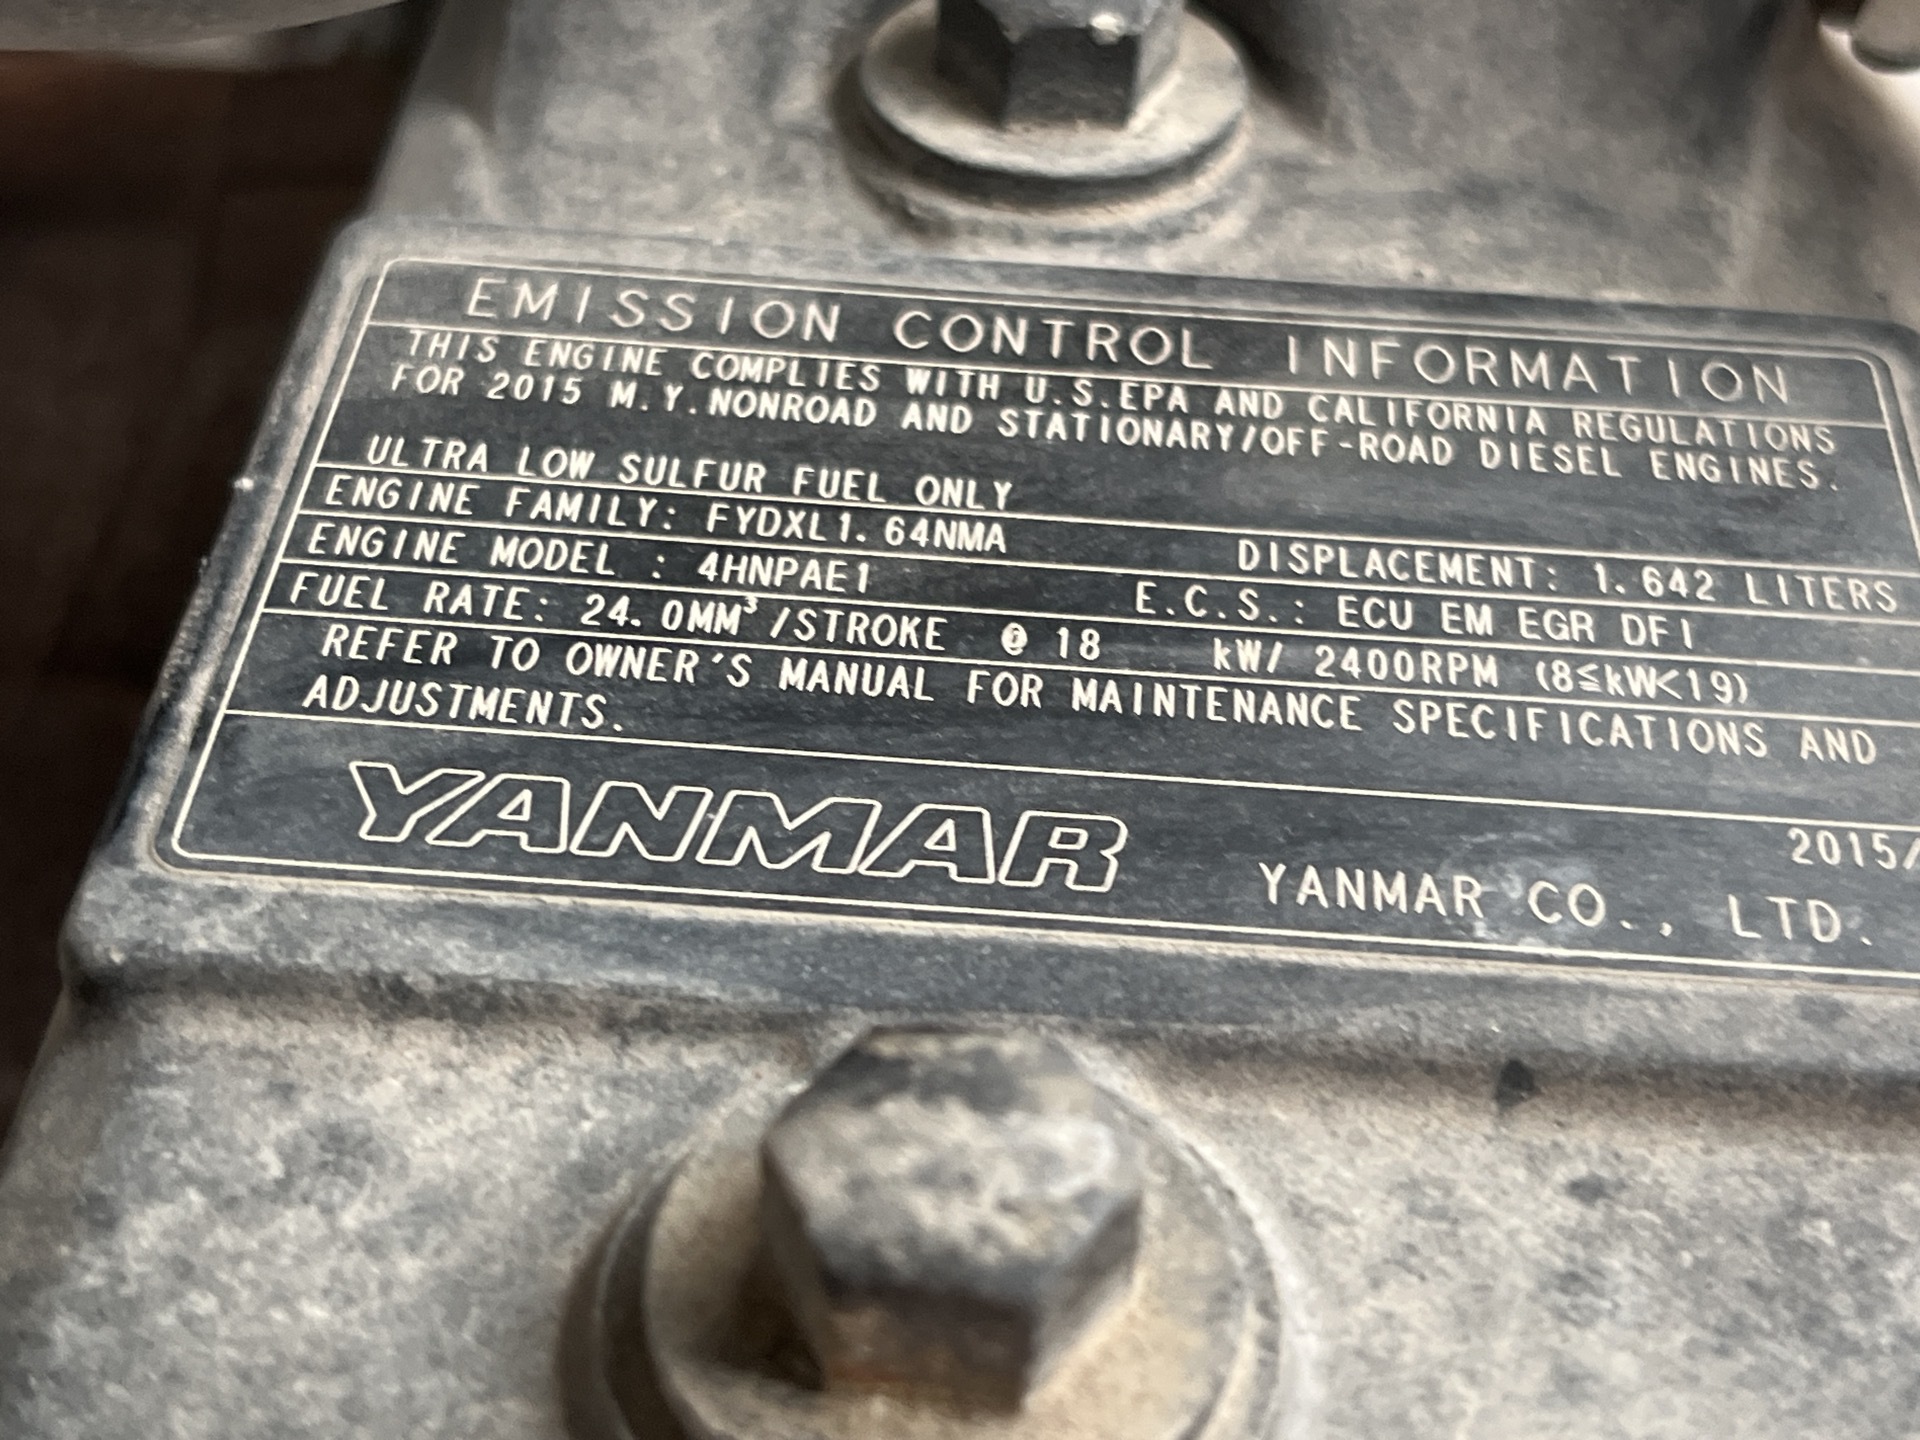 EMISSION CONTROL INFORMATION
THIS ENGINE COMPLIES WITH U.S.EPA AND CALIFORNIA REGULATIONS
FOR 2015 M.Y.NONROAD AND STATIONARY/OFF-ROAD DIESEL ENGINES.
ULTRA LOW SULFUR FUEL ONLY
ENGINE FAMILY: FYDXL1.64NMA DISPLACEMENT: 1.642 LITERS
ENGINE MODEL : 4HNPAE1 E.C.S.: ECU EM EGR DFI
FUEL RATE: 24.0MM³/STROKE @ 18 kW/ 2400RPM (8≦kW<19)
REFER TO OWNER'S MANUAL FOR MAINTENANCE SPECIFICATIONS AND
ADJUSTMENTS.
2015/
YANMAR YANMAR CO., LTD.